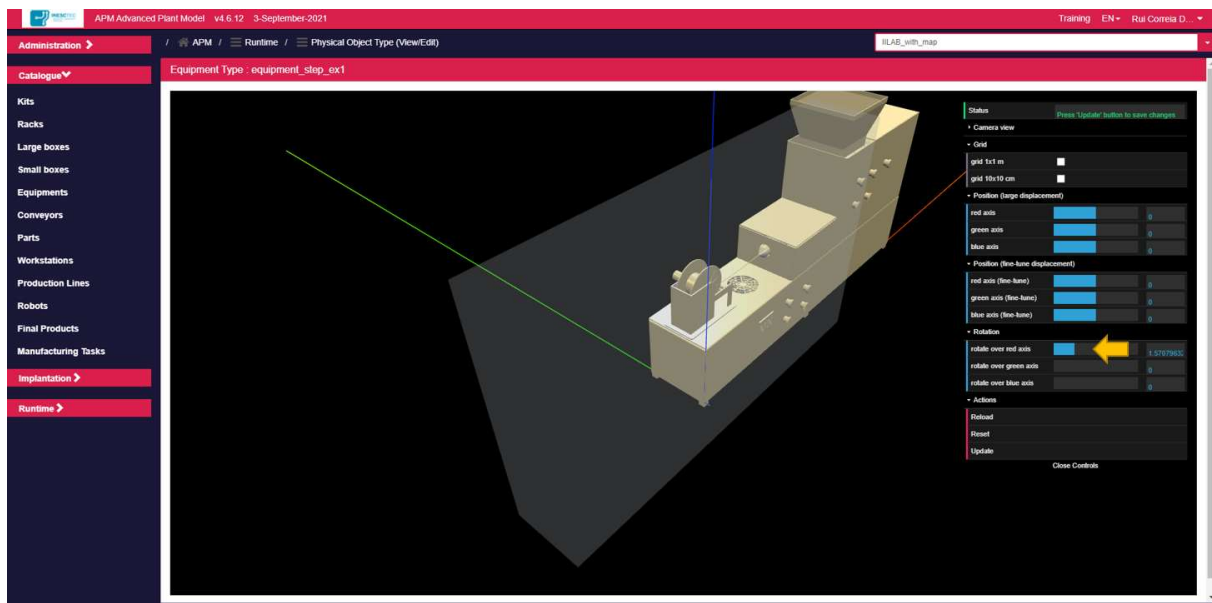 INESCTEC
APM Advanced Plant Model v4.6.12 3-September-2021
Training EN Rui Correia D...
Administration
/ APM / Runtime / Physical Object Type (View/Edit)
IILAB_with_map
Catalogue
Equipment Type : equipment_step_ex1
Kits
Racks
Large boxes
Small boxes
Equipments
Conveyors
Parts
Workstations
Production Lines
Robots
Final Products
Manufacturing Tasks
Implantation
Runtime
Status Press 'Update' button to save changes
Camera view
Grid
grid 1x1 m
grid 10x10 cm
Position (large displacement)
red axis 0
green axis 0
blue axis 0
Position (fine-tune displacement)
red axis (fine-tune) 0
green axis (fine-tune) 0
blue axis (fine-tune) 0
Rotation
rotate over red axis
rotate over green axis 0
rotate over blue axis 0
Actions
Reload
Reset
Update
Close Controls